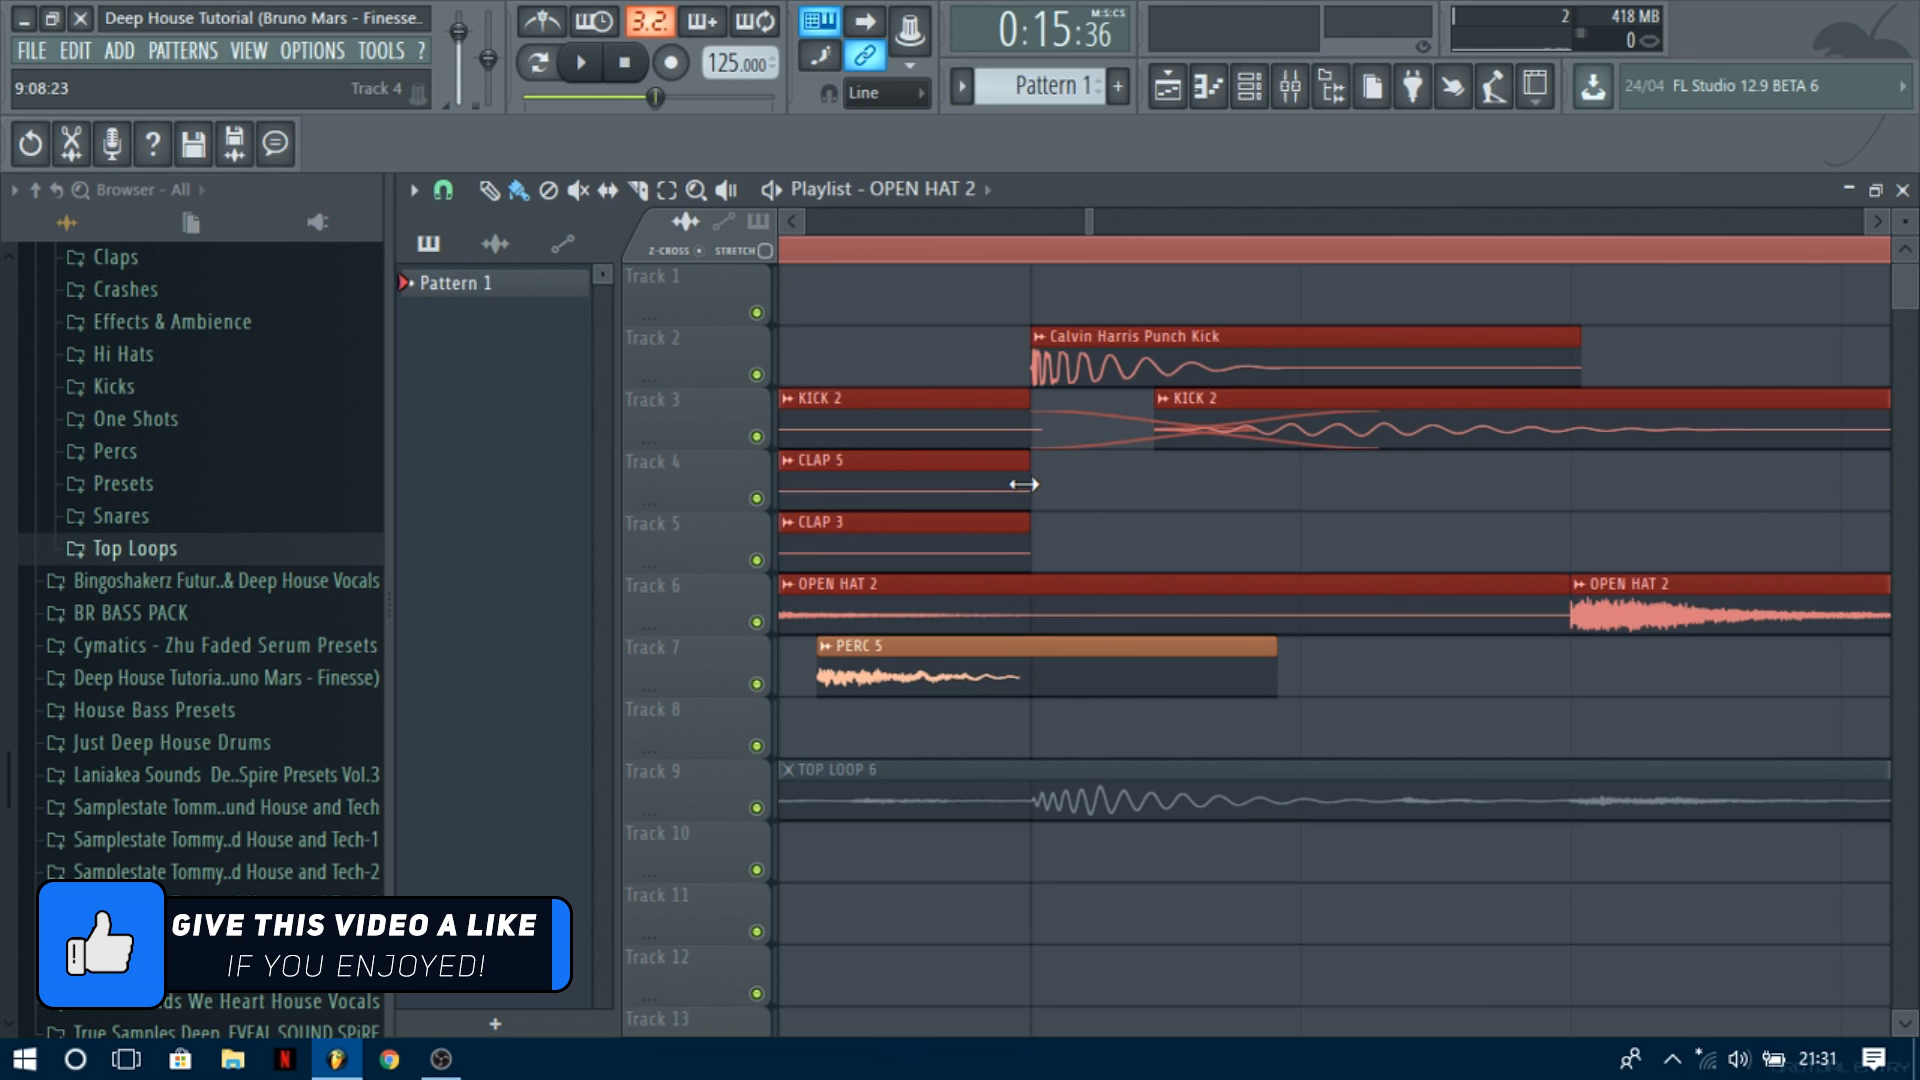 Deep House Tutorial (Bruno Mars - Finesse..
FILE EDIT ADD PATTERNS VIEW OPTIONS TOOLS ?
9:08:23 Track 4
3.2.
125.000
Line
0:15:36
M:S:CS
Pattern 1
+
2
418 MB
0
24/04 FL Studio 12.9 BETA 6
?
Browser - All
Playlist - OPEN HAT 2
Z-CROSS STRETCH
Claps
Crashes
Effects & Ambience
Hi Hats
Kicks
One Shots
Percs
Presets
Snares
Top Loops
Bingoshakerz Futur..& Deep House Vocals
BR BASS PACK
Cymatics - Zhu Faded Serum Presets
Deep House Tutoria..uno Mars - Finesse)
House Bass Presets
Just Deep House Drums
Laniakea Sounds De..Spire Presets Vol.3
Samplestate Tomm..und House and Tech
Samplestate Tommy..d House and Tech-1
Samplestate Tommy..d House and Tech-2
ds We Heart House Vocals
True Samples Deep
Pattern 1
+
Track 1
Track 2
Calvin Harris Punch Kick
Track 3
KICK 2
KICK 2
Track 4
CLAP 5
Track 5
CLAP 3
Track 6
OPEN HAT 2
OPEN HAT 2
Track 7
PERC 5
Track 8
Track 9
TOP LOOP 6
Track 10
Track 11
Track 12
Track 13
GIVE THIS VIDEO A LIKE
IF YOU ENJOYED!
21:31